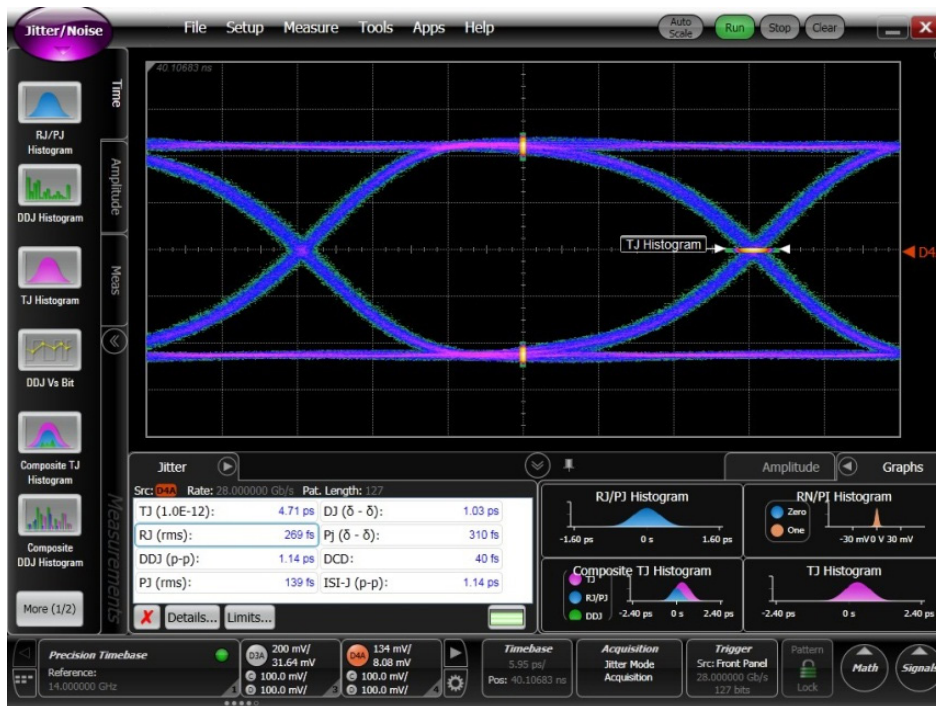 Jitter/Noise
File Setup Measure Tools Apps Help
Auto Scale
Run
Stop
Clear
Time
Amplitude
Meas
Measurements
RJ/PJ
Histogram
DDJ Histogram
TJ Histogram
DDJ Vs Bit
Composite TJ
Histogram
Composite
DDJ Histogram
More (1/2)
40.10683 ns
TJ Histogram
D4
Jitter
Amplitude
Graphs
Src: D4A Rate: 28.000000 Gb/s Pat. Length: 127
TJ (1.0E-12): 4.71 ps DJ (δ - δ): 1.03 ps
RJ (rms): 269 fs Pj (δ - δ): 310 fs
DDJ (p-p): 1.14 ps DCD: 40 fs
PJ (rms): 139 fs ISI-J (p-p): 1.14 ps
Details... Limits...
RJ/PJ Histogram
-1.60 ps 0 s 1.60 ps
RN/PI Histogram
Zero
One
-30 mV 0 V 30 mV
Composite TJ Histogram
TJ
RJ/PJ
DDJ
-2.40 ps 0 s 2.40 ps
TJ Histogram
-2.40 ps 0 s 2.40 ps
Precision Timebase
Reference:
14.000000 GHz
D3A 200 mV/
31.64 mV
C 100.0 mV/
D 100.0 mV/
1
3
D4A 134 mV/
8.08 mV
C 100.0 mV/
D 100.0 mV/
4
Timebase
5.95 ps/
Pos: 40.10683 ns
Acquisition
Jitter Mode
Acquisition
Trigger
Src: Front Panel
28.000000 Gb/s
127 bits
Pattern
Lock
Math
Signals